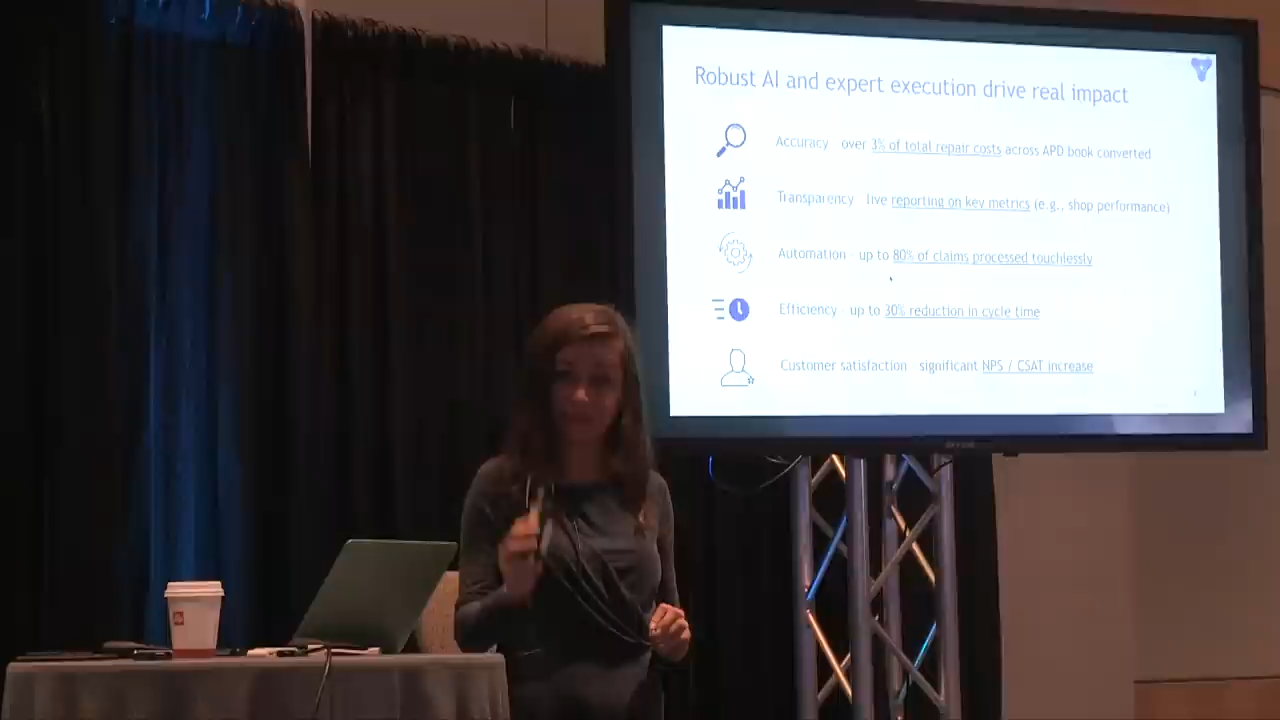 Robust AI and expert execution drive real impact
Accuracy - over 3% of total repair costs across APD book converted
Transparency - live reporting on key metrics (e.g., shop performance)
Automation - up to 80% of claims processed touchlessly
Efficiency - up to 30% reduction in cycle time
Customer satisfaction - significant NPS / CSAT increase